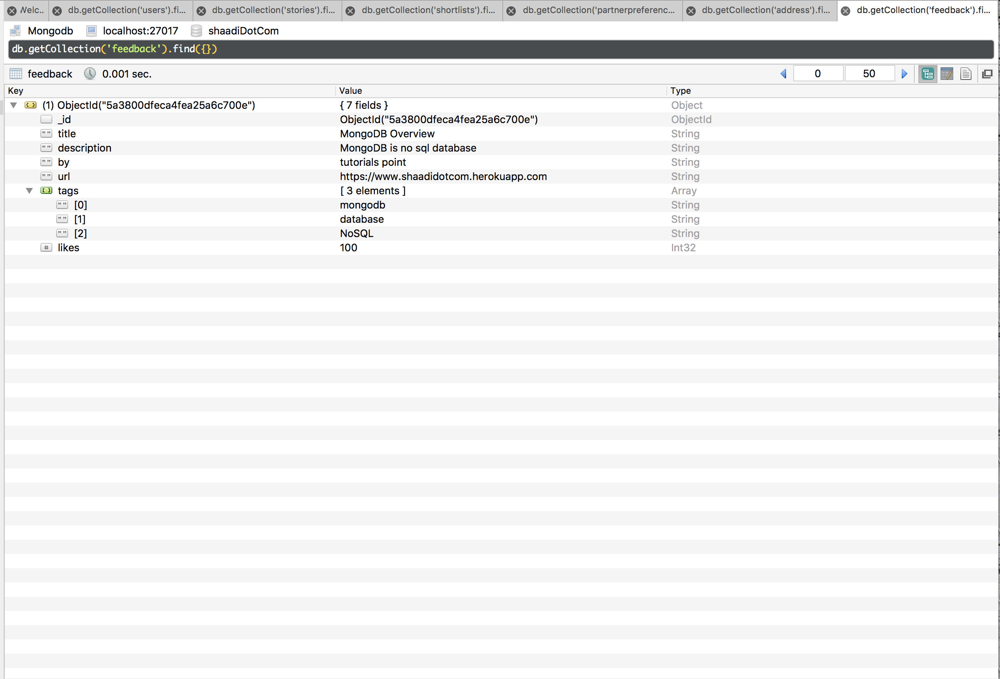 Welc... db.getCollection('users').fi... db.getCollection('stories').fi... db.getCollection('shortlists').fi... db.getCollection('partnerpreferenc... db.getCollection('address').fi... db.getCollection('feedback').fi...
Mongodb localhost:27017 shaadiDotCom
db.getCollection('feedback').find({})
feedback 0.001 sec. 0 50
Key Value Type
(1) ObjectId("5a3800dfeca4fea25a6c700e") { 7 fields } Object
_id ObjectId("5a3800dfeca4fea25a6c700e") ObjectId
title MongoDB Overview String
description MongoDB is no sql database String
by tutorials point String
url https://www.shaadidotcom.herokuapp.com String
tags [ 3 elements ] Array
[0] mongodb String
[1] database String
[2] NoSQL String
likes 100 Int32